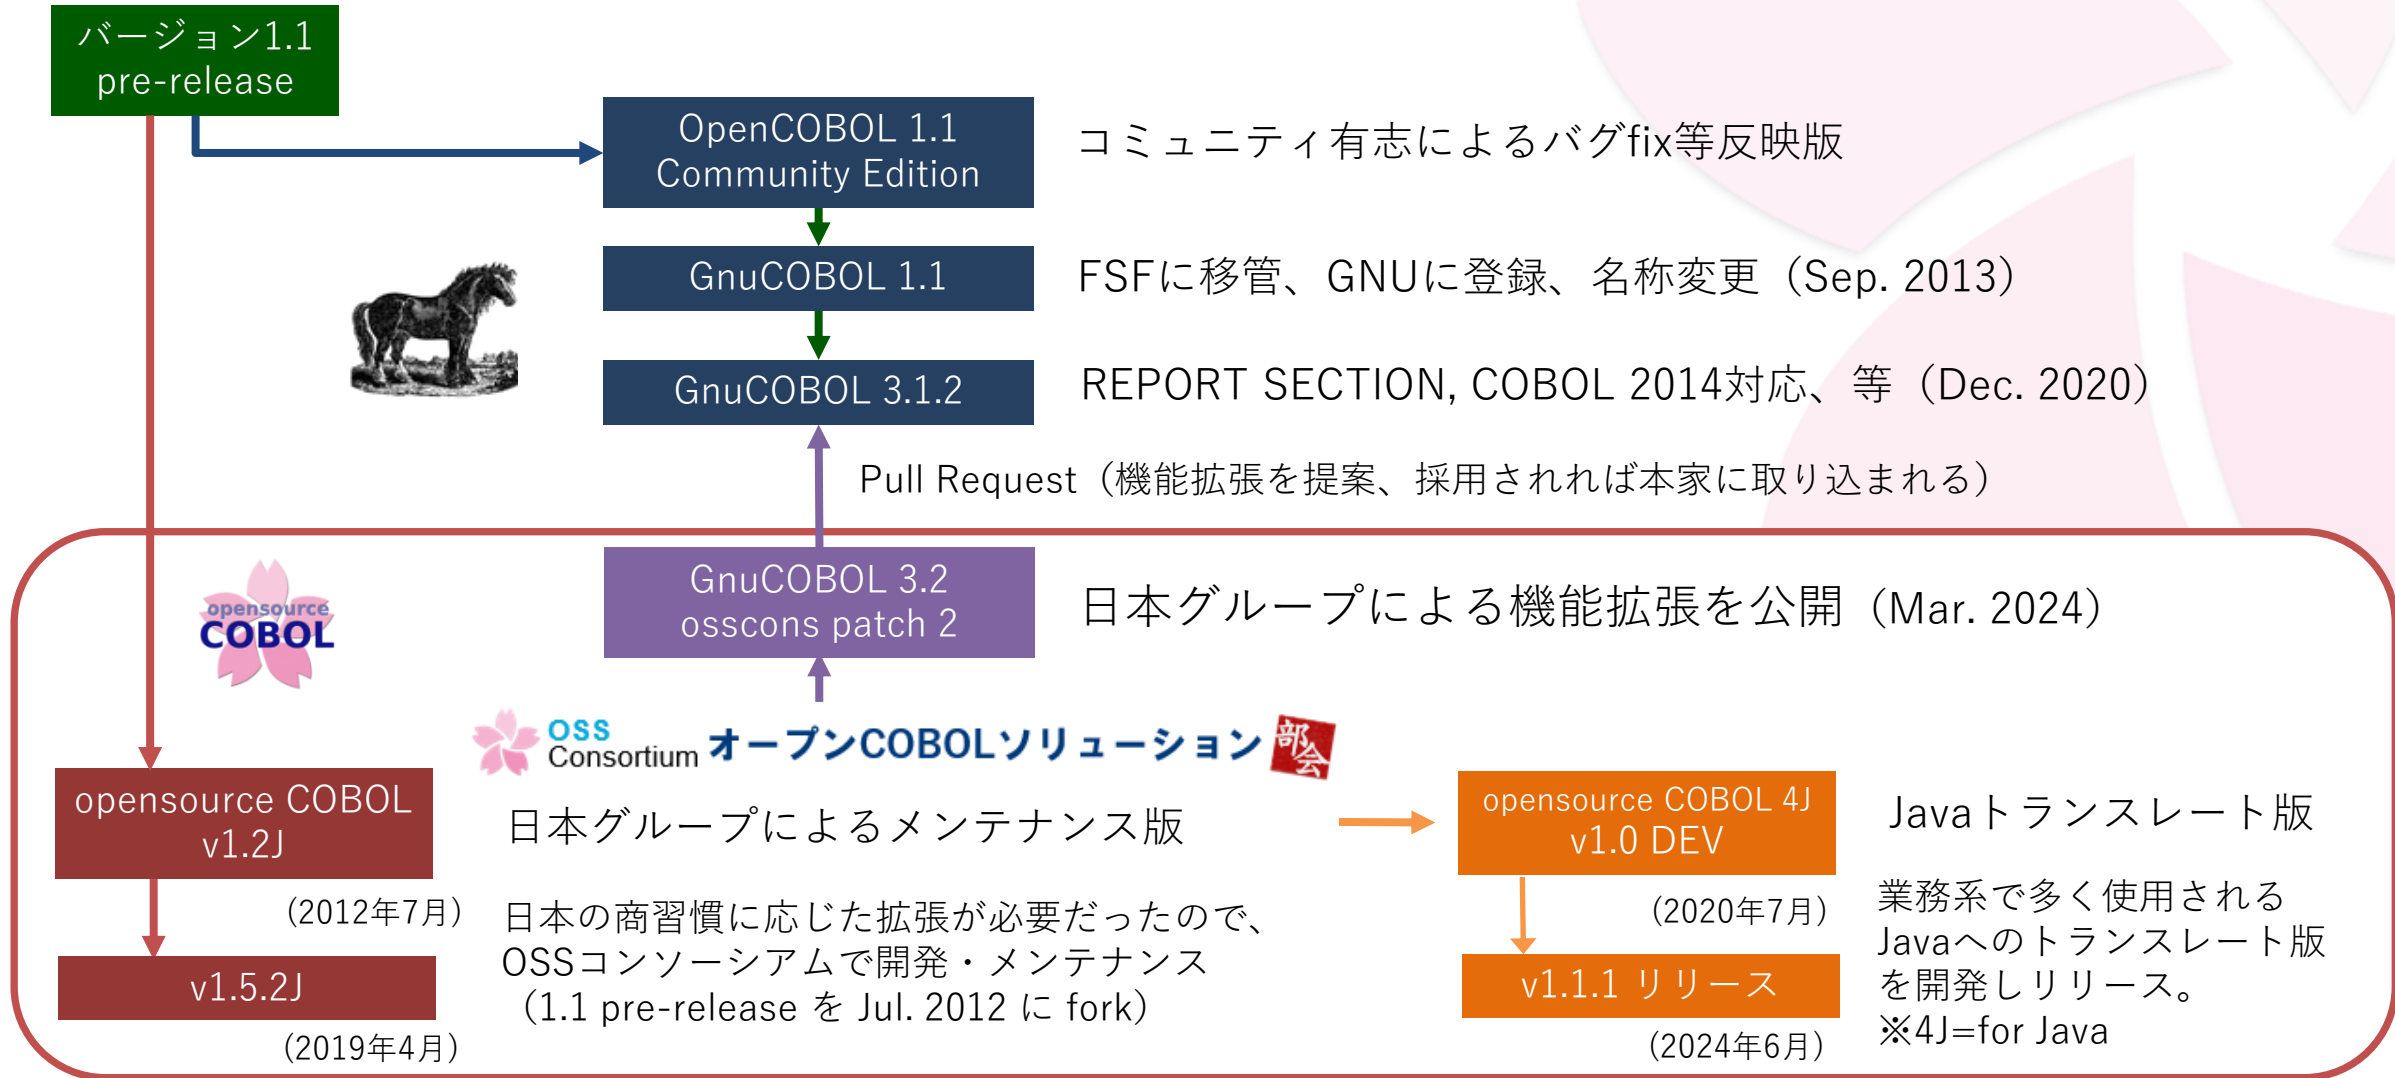 バージョン1.1
pre-release
OpenCOBOL 1.1
Community Edition
コミュニティ有志によるバグfix等反映版
GnuCOBOL 1.1
FSFに移管、GNUに登録、名称変更（Sep. 2013）
GnuCOBOL 3.1.2
REPORT SECTION, COBOL 2014対応、等（Dec. 2020）
Pull Request（機能拡張を提案、採用されれば本家に取り込まれる）
opensource
COBOL
GnuCOBOL 3.2
osscons patch 2
日本グループによる機能拡張を公開（Mar. 2024）
OSS
Consortium
オープンCOBOLソリューション 部会
opensource COBOL
v1.2J
(2012年7月)
v1.5.2J
(2019年4月)
日本グループによるメンテナンス版
日本の商習慣に応じた拡張が必要だったので、
OSSコンソーシアムで開発・メンテナンス
（1.1 pre-release を Jul. 2012 に fork）
opensource COBOL 4J
v1.0 DEV
(2020年7月)
v1.1.1 リリース
(2024年6月)
Javaトランスレート版
業務系で多く使用される
Javaへのトランスレート版
を開発しリリース。
※4J=for Java